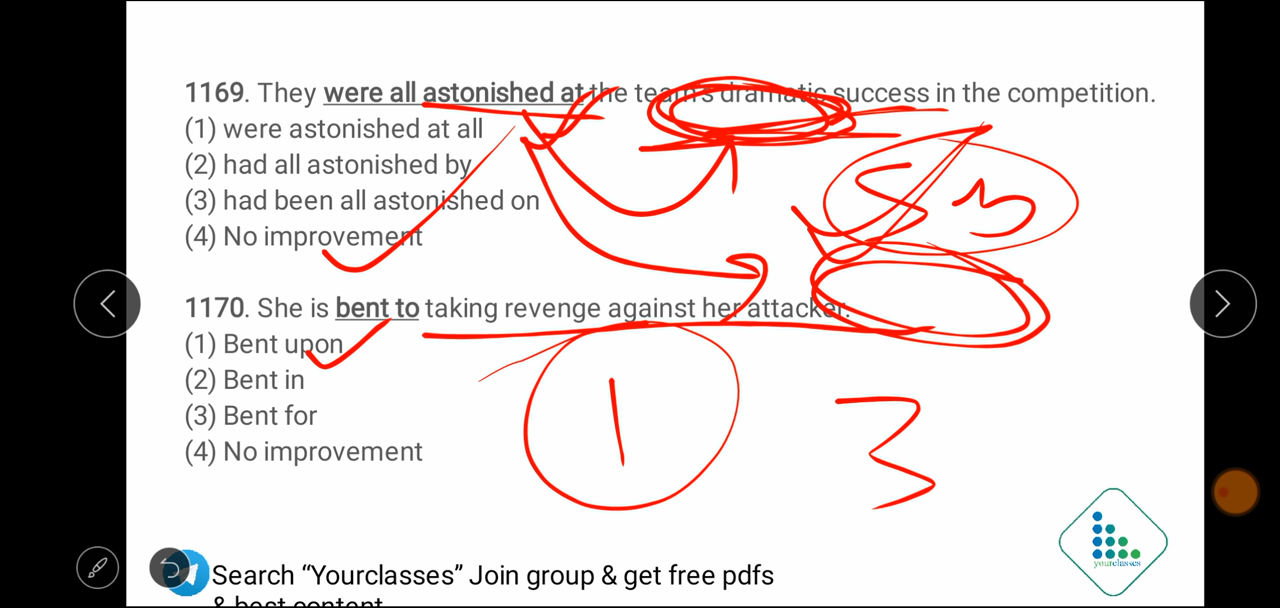 1169. They were all astonished at the team's dramatic success in the competition.
(1) were astonished at all
(2) had all astonished by
(3) had been all astonished on
(4) No improvement
1170. She is bent to taking revenge against her attacker.
(1) Bent upon
(2) Bent in
(3) Bent for
(4) No improvement
1
yourclasses
Search “Yourclasses” Join group & get free pdfs
& best content